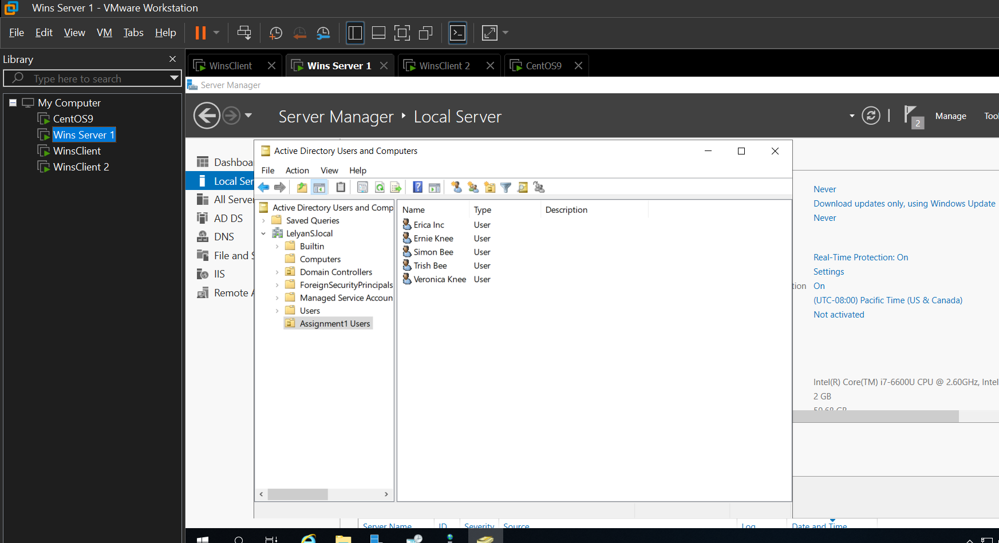 Wins Server 1 - VMware Workstation
File Edit View VM Tabs Help
Library
Type here to search
My Computer
CentOS9
Wins Server 1
WinsClient
WinsClient 2
WinsClient
Wins Server 1
WinsClient 2
CentOS9
Server Manager
Server Manager Local Server
2
Manage
Tool
Dashboa
Local Ser
All Server
AD DS
DNS
File and S
IIS
Remote A
Active Directory Users and Computers
File Action View Help
Active Directory Users and Comp
Saved Queries
LelyanS.local
Builtin
Computers
Domain Controllers
ForeignSecurityPrincipals
Managed Service Accoun
Users
Assignment1 Users
Name Type Description
Erica Inc User
Ernie Knee User
Simon Bee User
Trish Bee User
Veronica Knee User
Never
Download updates only, using Windows Update
Never
Real-Time Protection: On
Settings
tion On
(UTC-08:00) Pacific Time (US & Canada)
Not activated
Intel(R) Core(TM) i7-6600U CPU @ 2.60GHz, Intel
2 GB
59.68 GB
Server Name ID Severity Source Log Date and Time